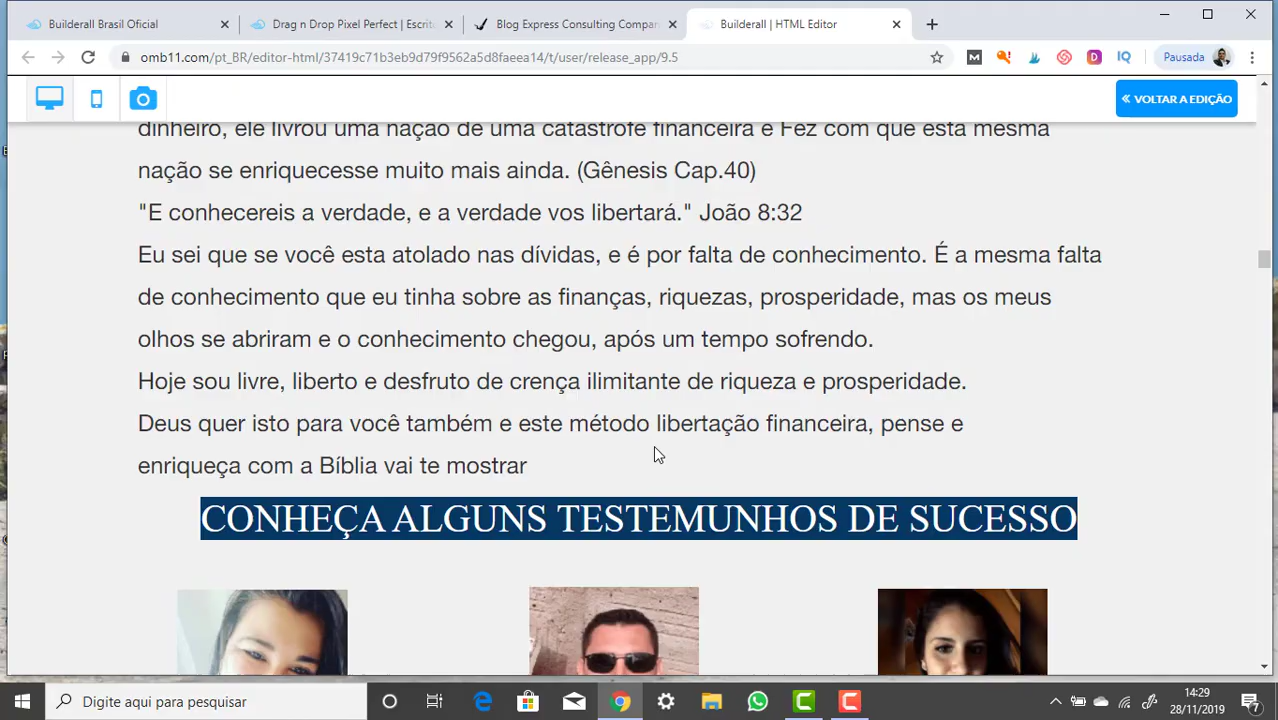 Builderall Brasil Oficial
Drag n Drop Pixel Perfect | Escrit
Blog Express Consulting Compan
Builderall | HTML Editor
omb11.com/pt_BR/editor-html/37419c71b3eb9d79f9562a5d8faeea14/t/user/release_app/9.5
Pausada
VOLTAR A EDIÇÃO
dinheiro, ele livrou uma nação de uma catástrofe financeira e Fez com que esta mesma
nação se enriquecesse muito mais ainda. (Gênesis Cap.40)
"E conhecereis a verdade, e a verdade vos libertará." João 8:32
Eu sei que se você esta atolado nas dívidas, e é por falta de conhecimento. É a mesma falta
de conhecimento que eu tinha sobre as finanças, riquezas, prosperidade, mas os meus
olhos se abriram e o conhecimento chegou, após um tempo sofrendo.
Hoje sou livre, liberto e desfruto de crença ilimitante de riqueza e prosperidade.
Deus quer isto para você também e este método libertação financeira, pense e
enriqueça com a Bíblia vai te mostrar
CONHEÇA ALGUNS TESTEMUNHOS DE SUCESSO
Digite aqui para pesquisar
14:29
28/11/2019
7